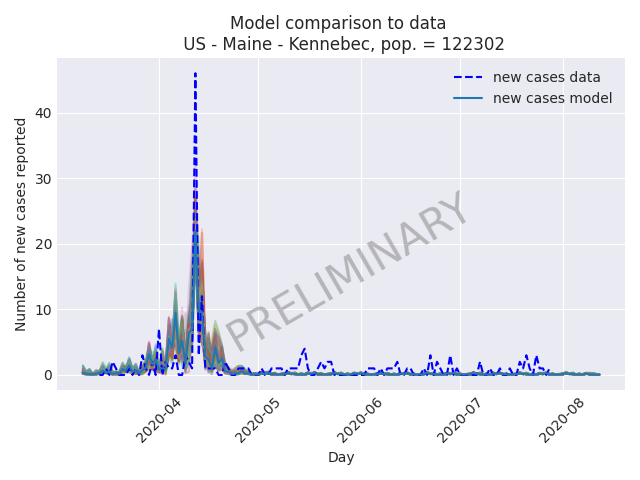 Model comparison to data
US - Maine - Kennebec, pop. = 122302
new cases data
new cases model
Number of new cases reported
40
30
20
10
0
PRELIMINARY
2020-04
2020-05
2020-06
2020-07
2020-08
Day